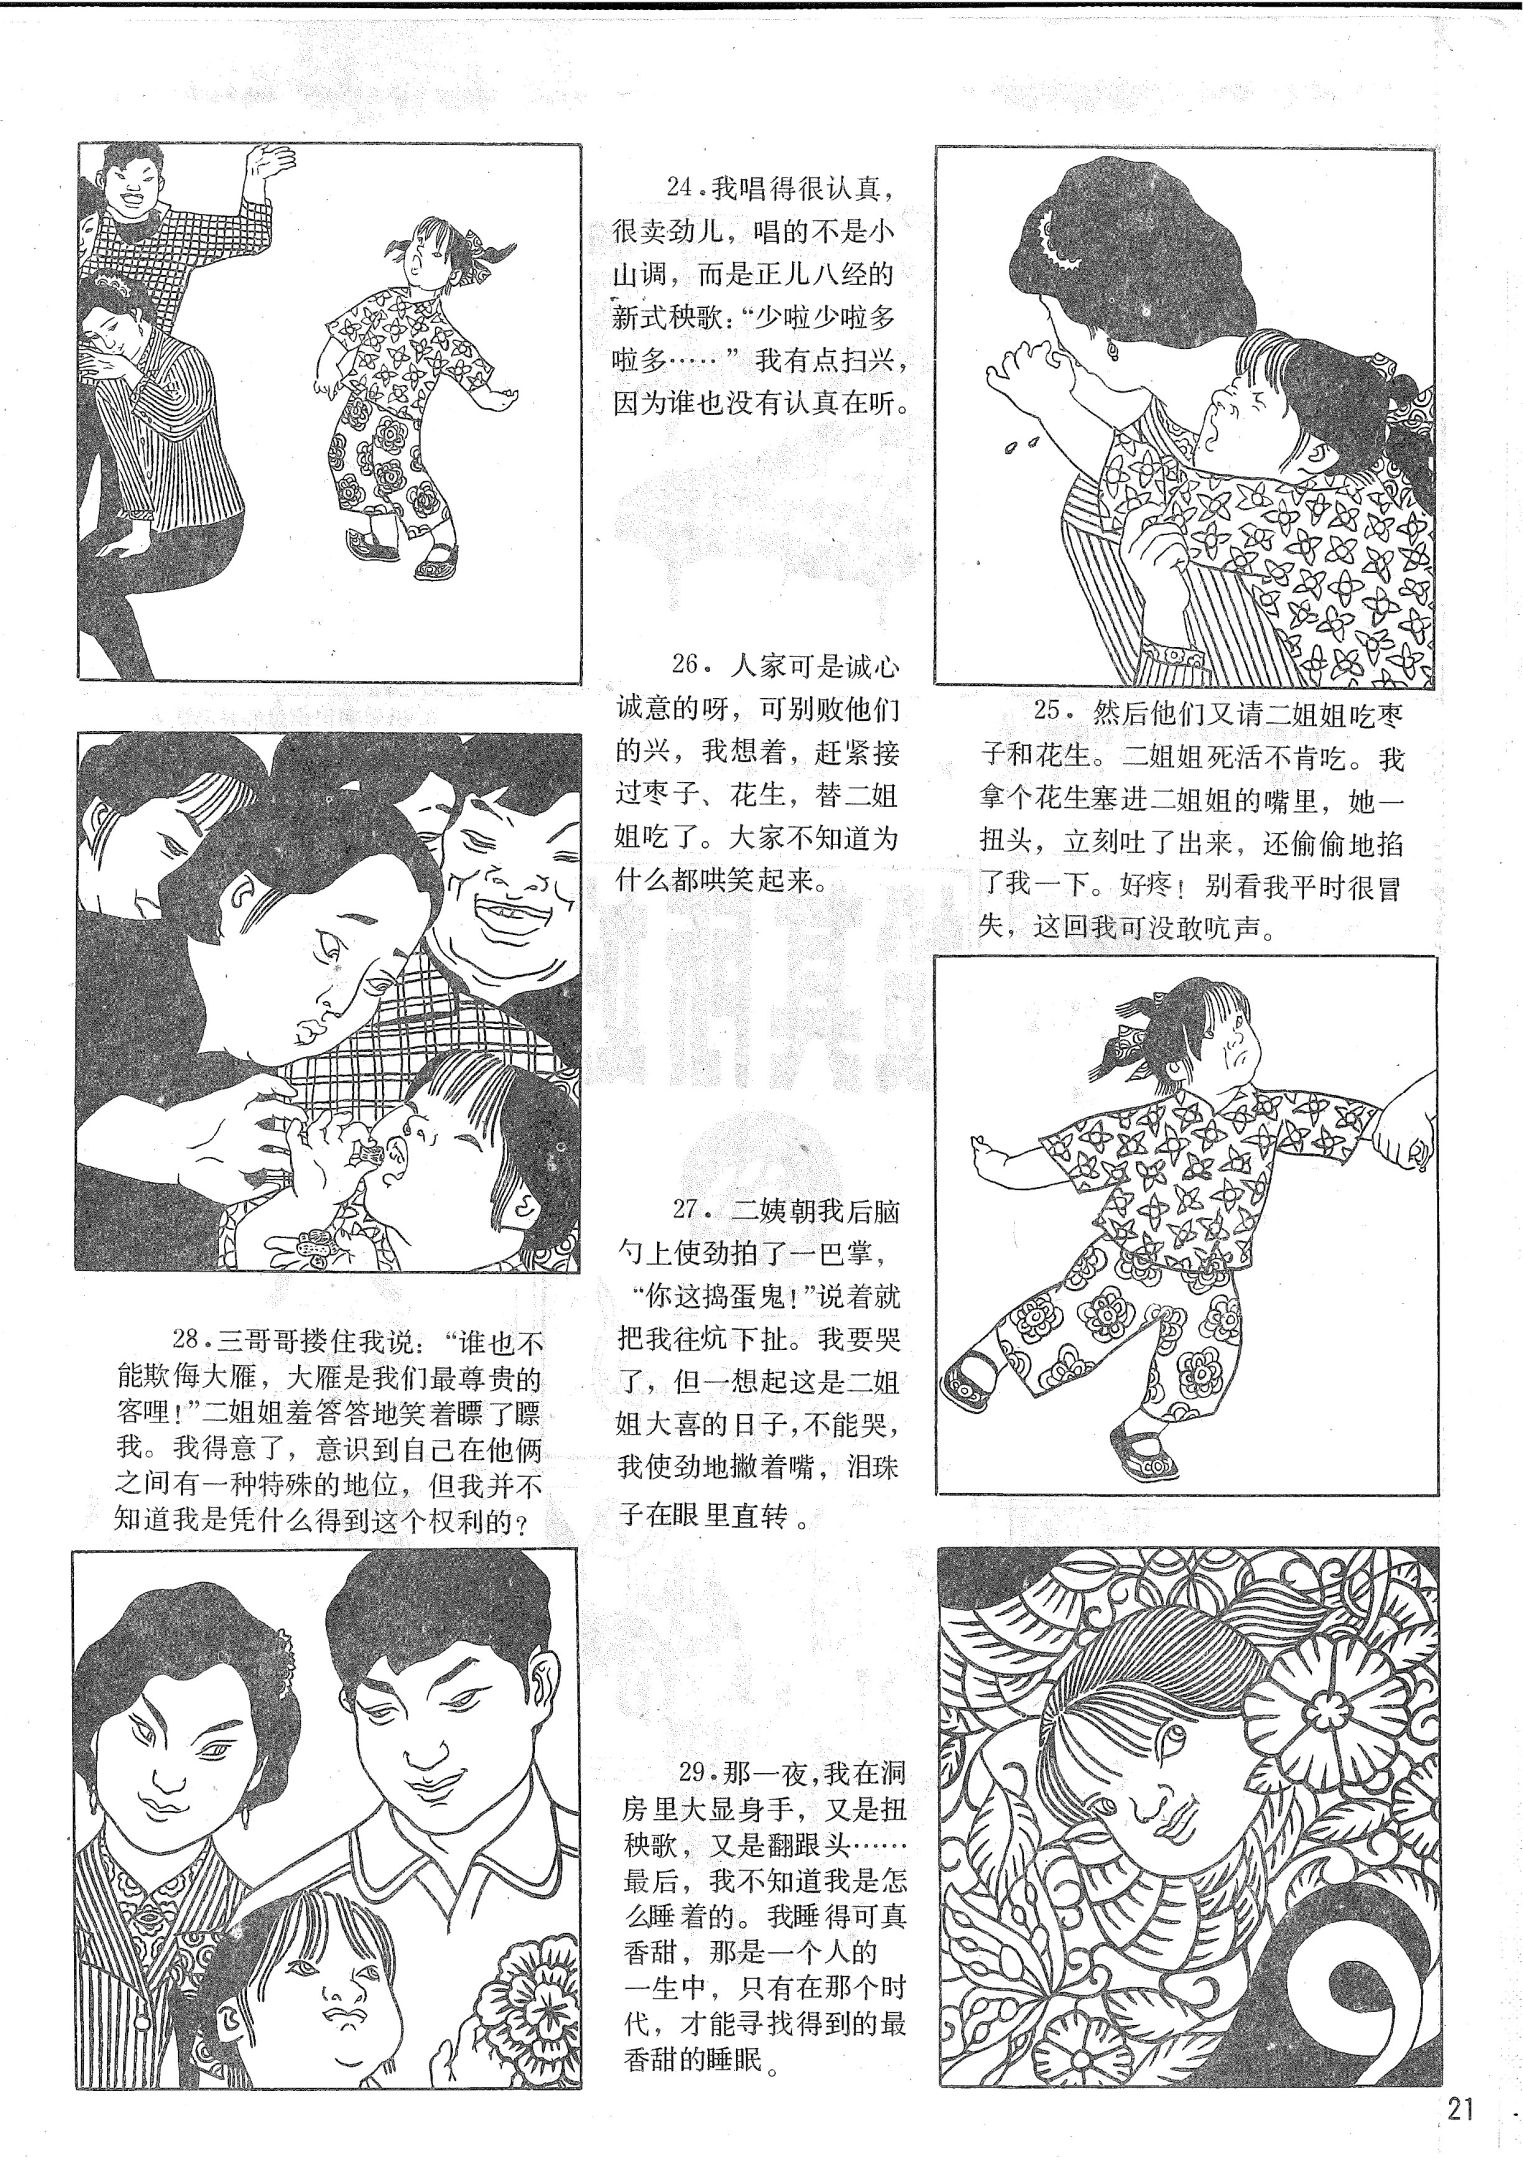 24.我唱得很认真，
很卖劲儿，唱的不是小
山调，而是正儿八经的
新式秧歌：“少啦少啦多
啦多……” 我有点扫兴，
因为谁也没有认真在听。
25. 然后他们又请二姐姐吃枣
子和花生。二姐姐死活不肯吃。我
拿个花生塞进二姐姐的嘴里，她一
扭头，立刻吐了出来，还偷偷地掐
了我一下。好疼！别看我平时很冒
失，这回我可没敢吭声。
26. 人家可是诚心
诚意的呀，可别败他们
的兴，我想着，赶紧接
过枣子、花生，替二姐
姐吃了。大家不知道为
什么都哄笑起来。
27. 二姨朝我后脑
勺上使劲拍了一巴掌，
“你这捣蛋鬼！”说着就
把我往炕下扯。我要哭
了，但一想起这是二姐
姐大喜的日子，不能哭，
我使劲地撇着嘴，泪珠
子在眼里直转。
28.三哥哥搂住我说：“谁也不
能欺侮大雁，大雁是我们最尊贵的
客哩！”二姐姐羞答答地笑着瞟了瞟
我。我得意了，意识到自己在他俩
之间有一种特殊的地位，但我并不
知道我是凭什么得到这个权利的？
29.那一夜，我在洞
房里大显身手，又是扭
秧歌，又是翻跟头……
最后，我不知道我是怎
么睡着的。我睡得可真
香甜，那是一个人的
一生中，只有在那个时
代，才能寻找得到的最
香甜的睡眠。
21